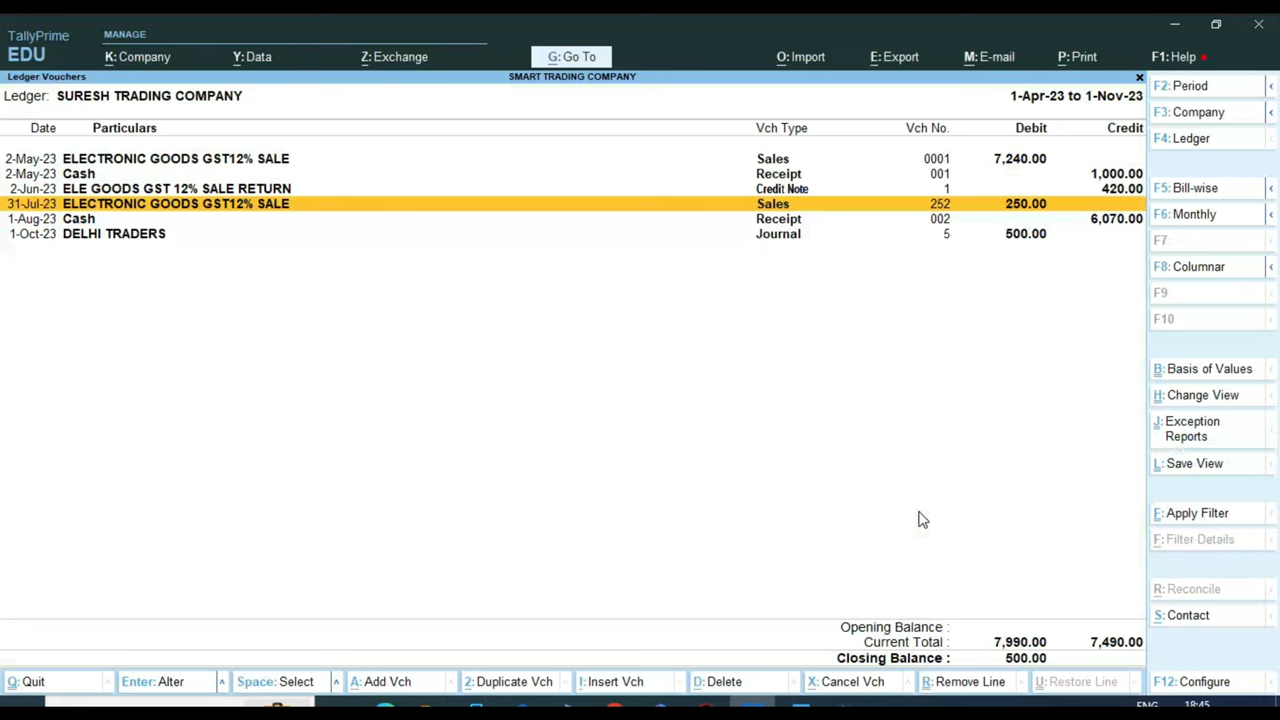 TallyPrime
EDU
MANAGE
K: Company
Y: Data
Z: Exchange
G: Go To
O: Import
E: Export
M: E-mail
P: Print
F1: Help
Ledger Vouchers
SMART TRADING COMPANY
Ledger: SURESH TRADING COMPANY
1-Apr-23 to 1-Nov-23
Date Particulars Vch Type Vch No. Debit Credit
2-May-23 ELECTRONIC GOODS GST12% SALE Sales 0001 7,240.00
2-May-23 Cash Receipt 001 1,000.00
2-Jun-23 ELE GOODS GST 12% SALE RETURN Credit Note 1 420.00
31-Jul-23 ELECTRONIC GOODS GST12% SALE Sales 252 250.00
1-Aug-23 Cash Receipt 002 6,070.00
1-Oct-23 DELHI TRADERS Journal 5 500.00
Opening Balance :
Current Total : 7,990.00 7,490.00
Closing Balance : 500.00
F2: Period
F3: Company
F4: Ledger
F5: Bill-wise
F6: Monthly
F7
F8: Columnar
F9
F10
B: Basis of Values
H: Change View
J: Exception
Reports
L: Save View
E: Apply Filter
F: Filter Details
R: Reconcile
S: Contact
F12: Configure
Q: Quit
Enter: Alter
Space: Select
A: Add Vch
2: Duplicate Vch
I: Insert Vch
D: Delete
X: Cancel Vch
R: Remove Line
U: Restore Line
ENG
18:45